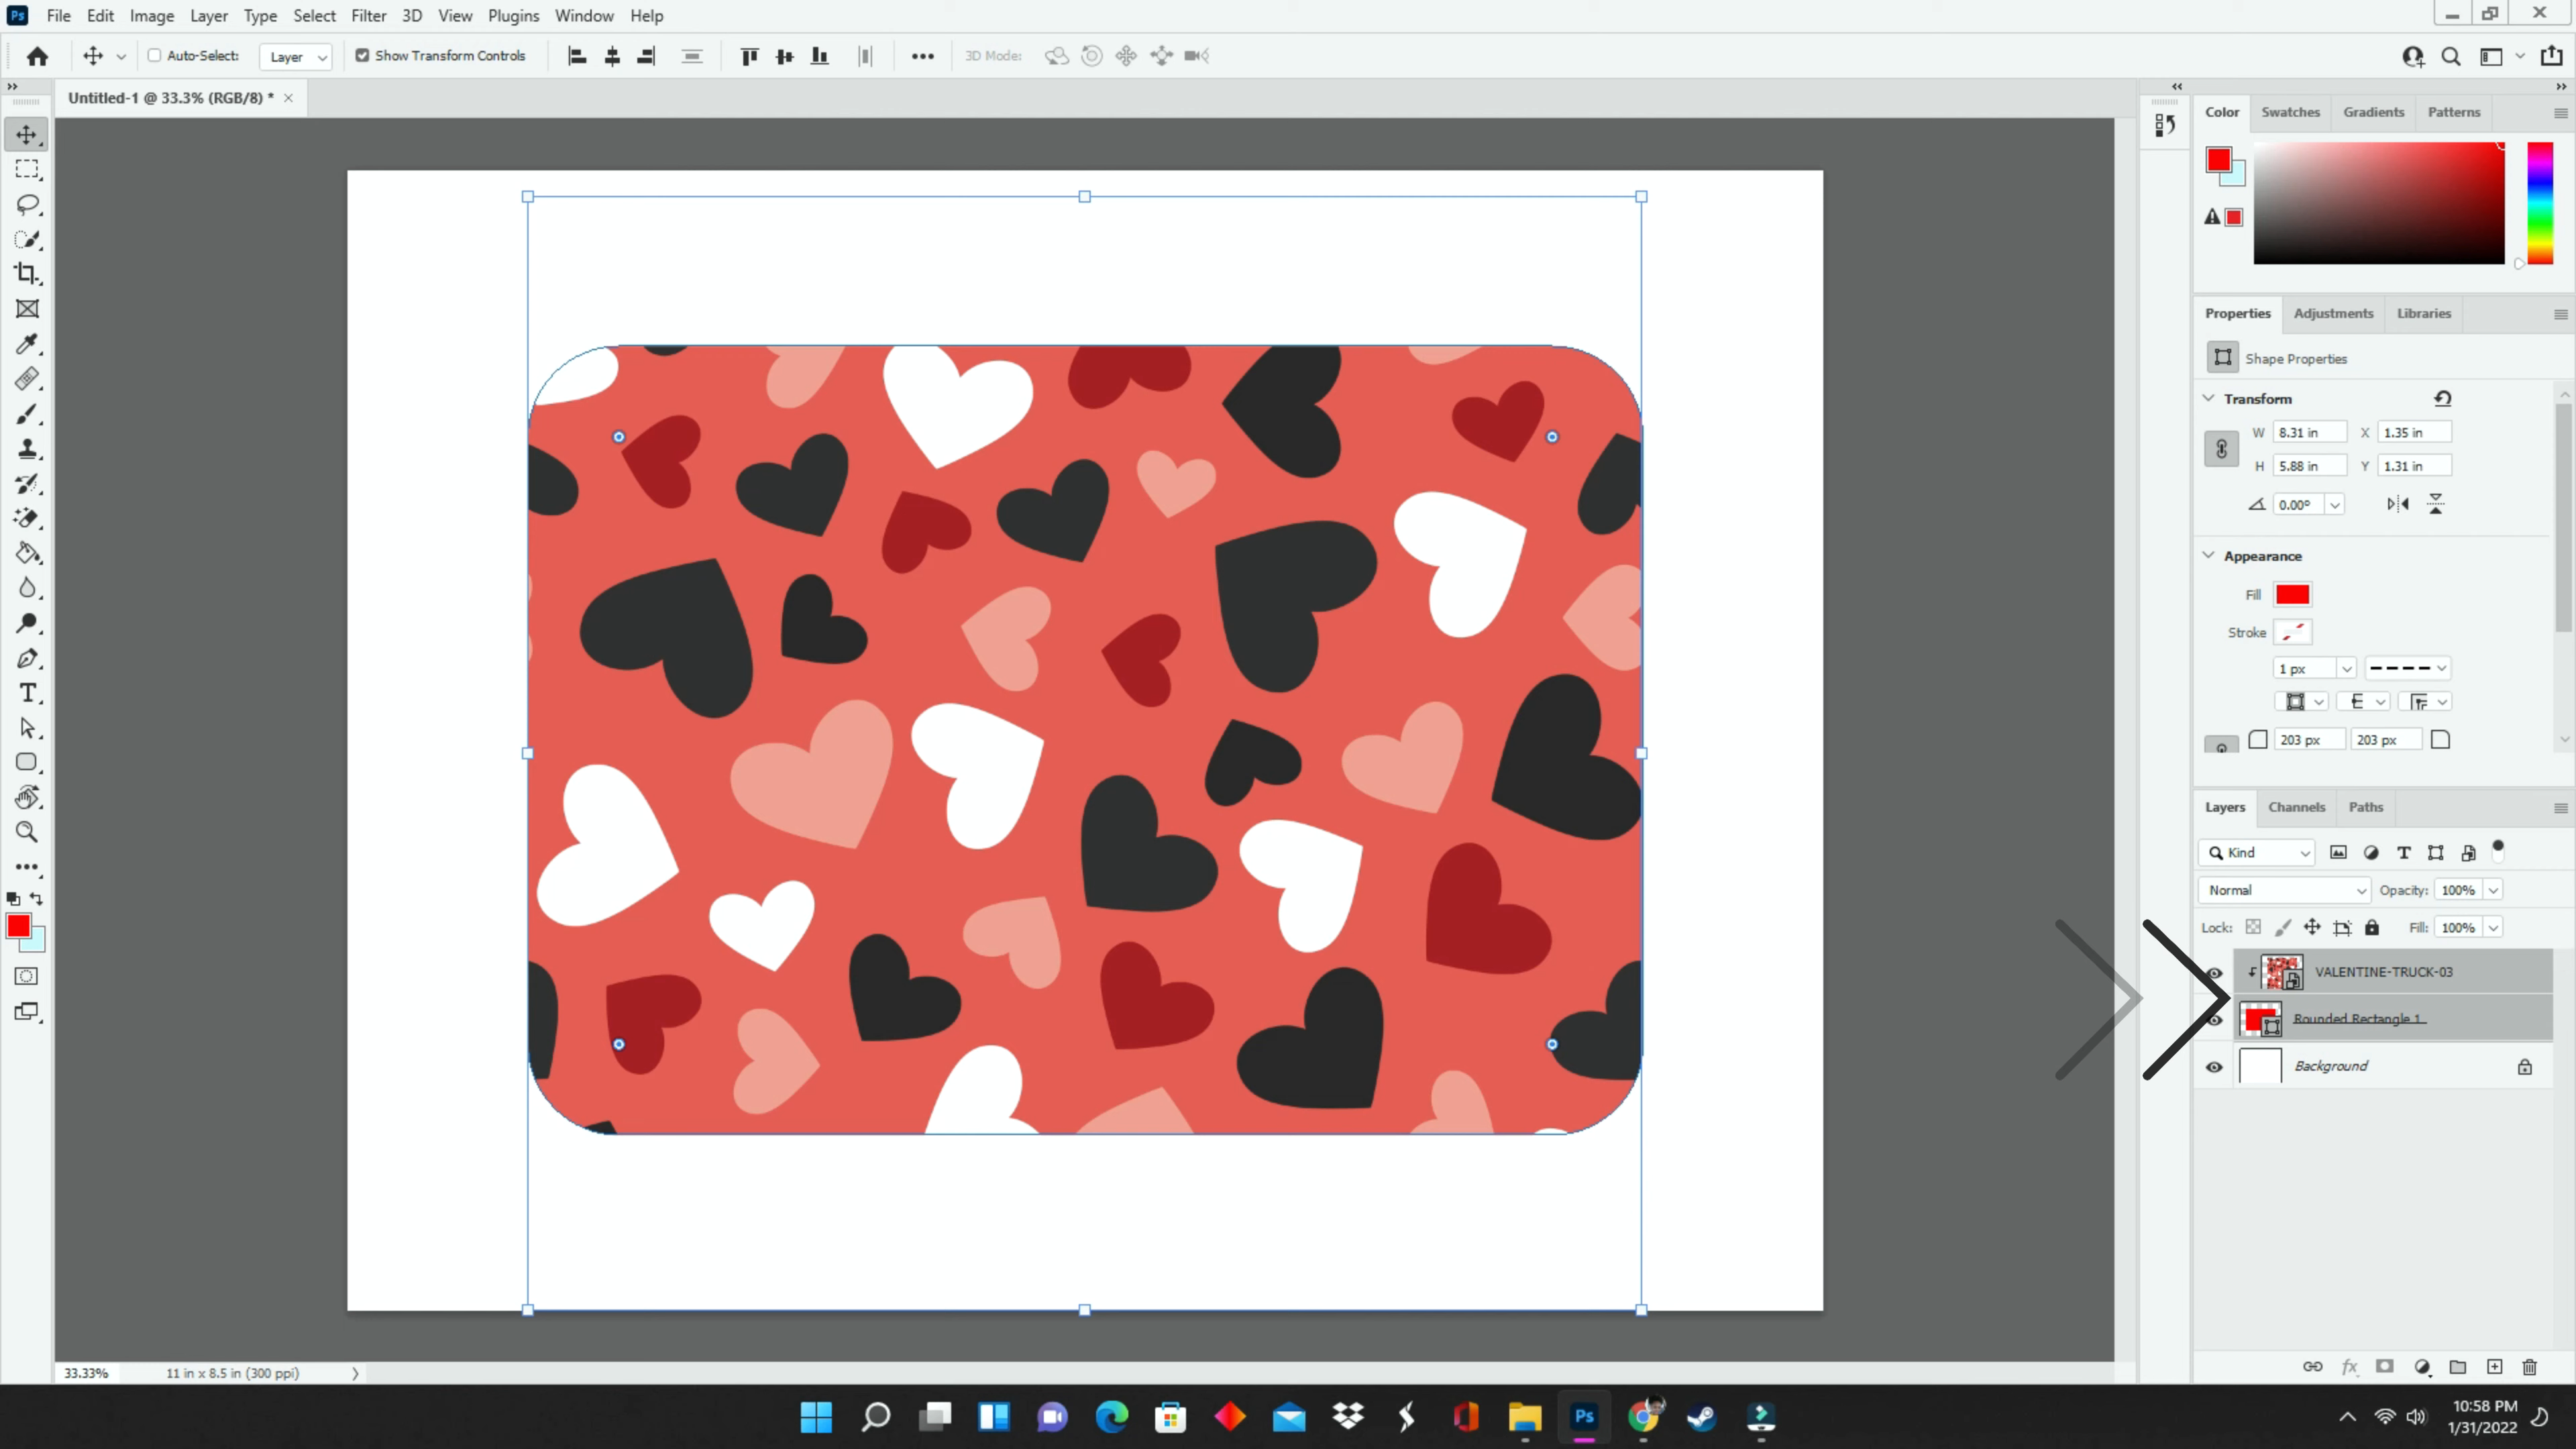 Ps File Edit Image Layer Type Select Filter 3D View Plugins Window Help
Auto-Select: Layer Show Transform Controls 3D Mode:
Untitled-1 @ 33.3% (RGB/8) *
Color Swatches Gradients Patterns
Properties Adjustments Libraries
Shape Properties
Transform
W 8.31 in X 1.35 in
H 5.88 in Y 1.31 in
0.00°
Appearance
Fill
Stroke
1 px
203 px 203 px
Layers Channels Paths
Kind
Normal Opacity: 100%
Lock: Fill: 100%
VALENTINE-TRUCK-03
Rounded Rectangle 1
Background
33.33% 11 in x 8.5 in (300 ppi)
Ps
10:58 PM
1/31/2022